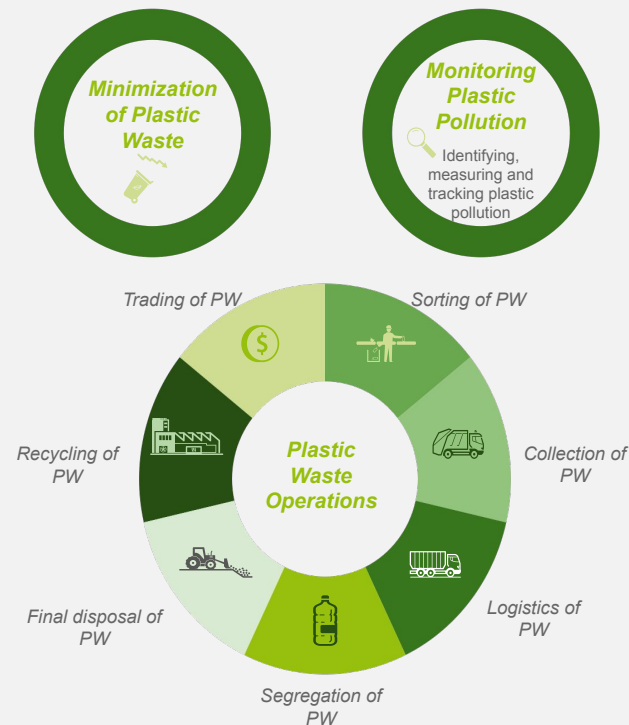 Minimization
of Plastic
Waste
Monitoring
Plastic
Pollution
Identifying,
measuring and
tracking plastic
pollution
Trading of PW
Sorting of PW
$
Recycling of
PW
Plastic
Waste
Operations
Collection of
PW
Final disposal of
PW
Logistics of
PW
Segregation of
PW